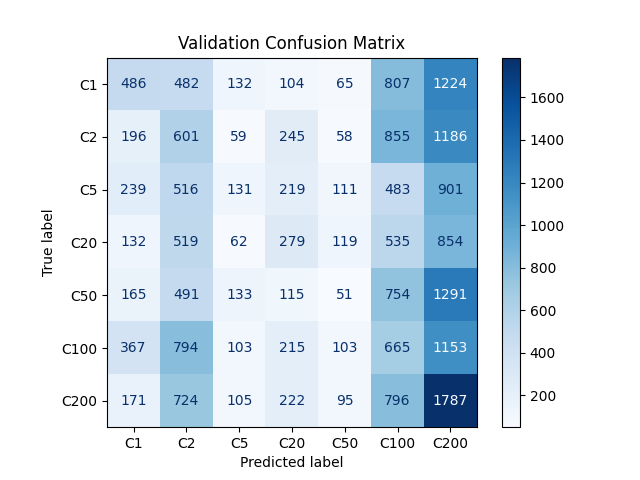 Validation Confusion Matrix
True label
C1 486 482 132 104 65 807 1224
C2 196 601 59 245 58 855 1186
C5 239 516 131 219 111 483 901
C20 132 519 62 279 119 535 854
C50 165 491 133 115 51 754 1291
C100 367 794 103 215 103 665 1153
C200 171 724 105 222 95 796 1787
C1 C2 C5 C20 C50 C100 C200
Predicted label
1600
1400
1200
1000
800
600
400
200